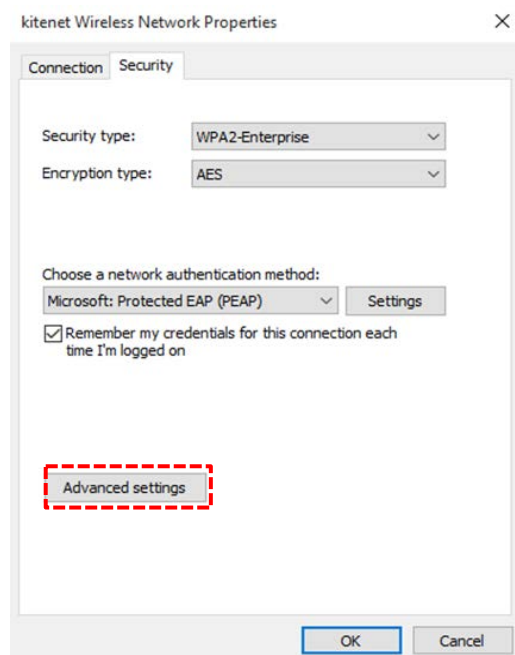 kitenet Wireless Network Properties
Connection Security
Security type: WPA2-Enterprise
Encryption type: AES
Choose a network authentication method:
Microsoft: Protected EAP (PEAP) Settings
Remember my credentials for this connection each
time I'm logged on
Advanced settings
OK Cancel